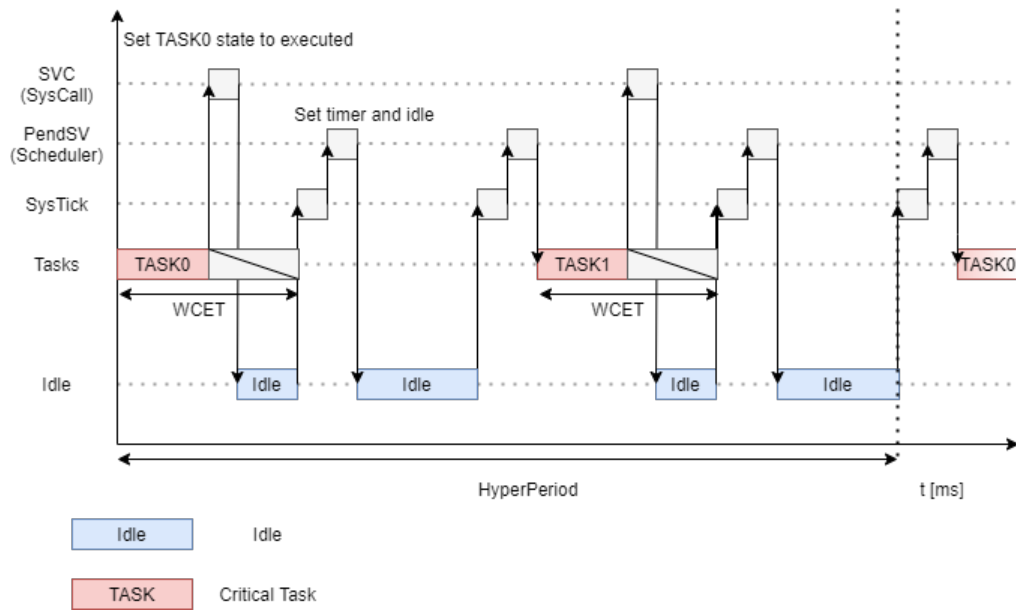 Set TASK0 state to executed
SVC
(SysCall)
Set timer and idle
PendSV
(Scheduler)
SysTick
Tasks
TASK0
TASK1
TASK0
WCET
WCET
Idle
Idle
Idle
Idle
Idle
HyperPeriod
t [ms]
Idle
Idle
TASK
Critical Task